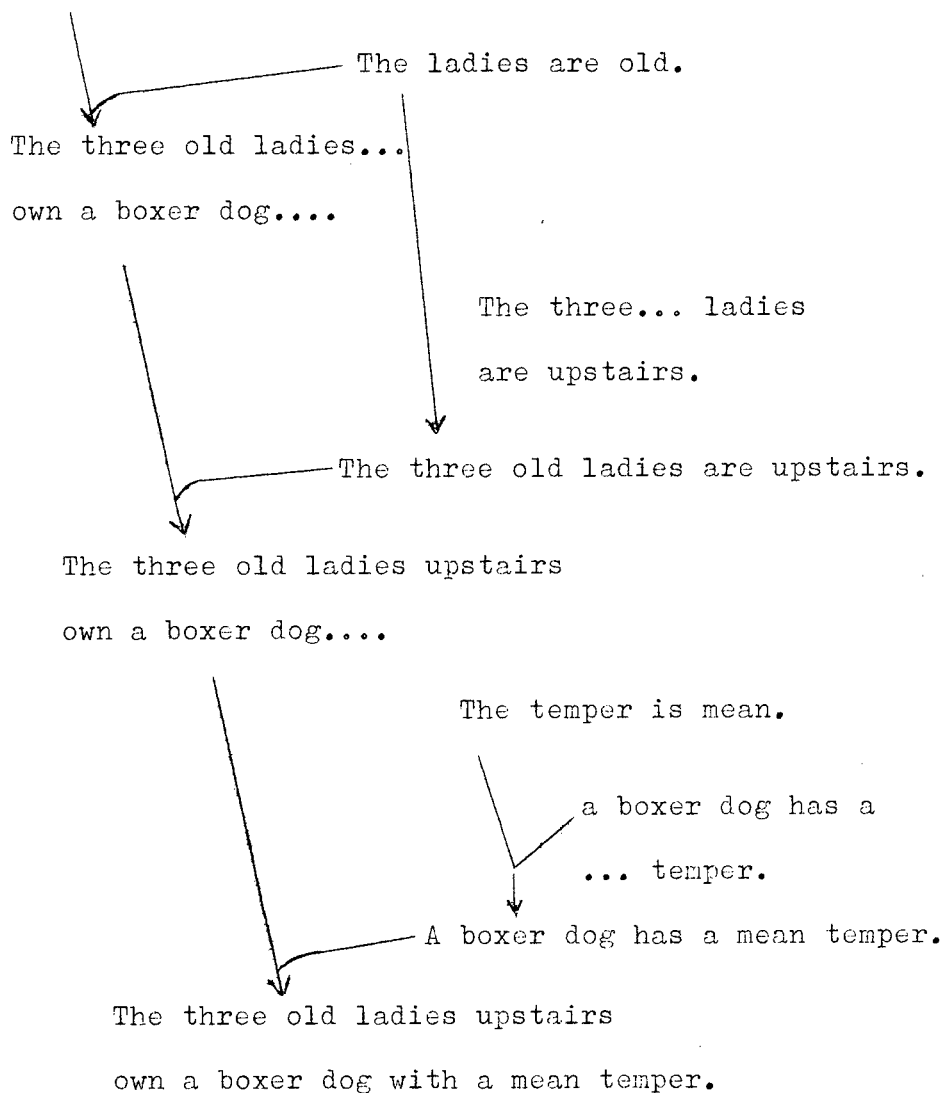 The ladies are old.
The three old ladies...
own a boxer dog....
The three... ladies
are upstairs.
The three old ladies are upstairs.
The three old ladies upstairs
own a boxer dog....
The temper is mean.
a boxer dog has a
... temper.
A boxer dog has a mean temper.
The three old ladies upstairs
own a boxer dog with a mean temper.